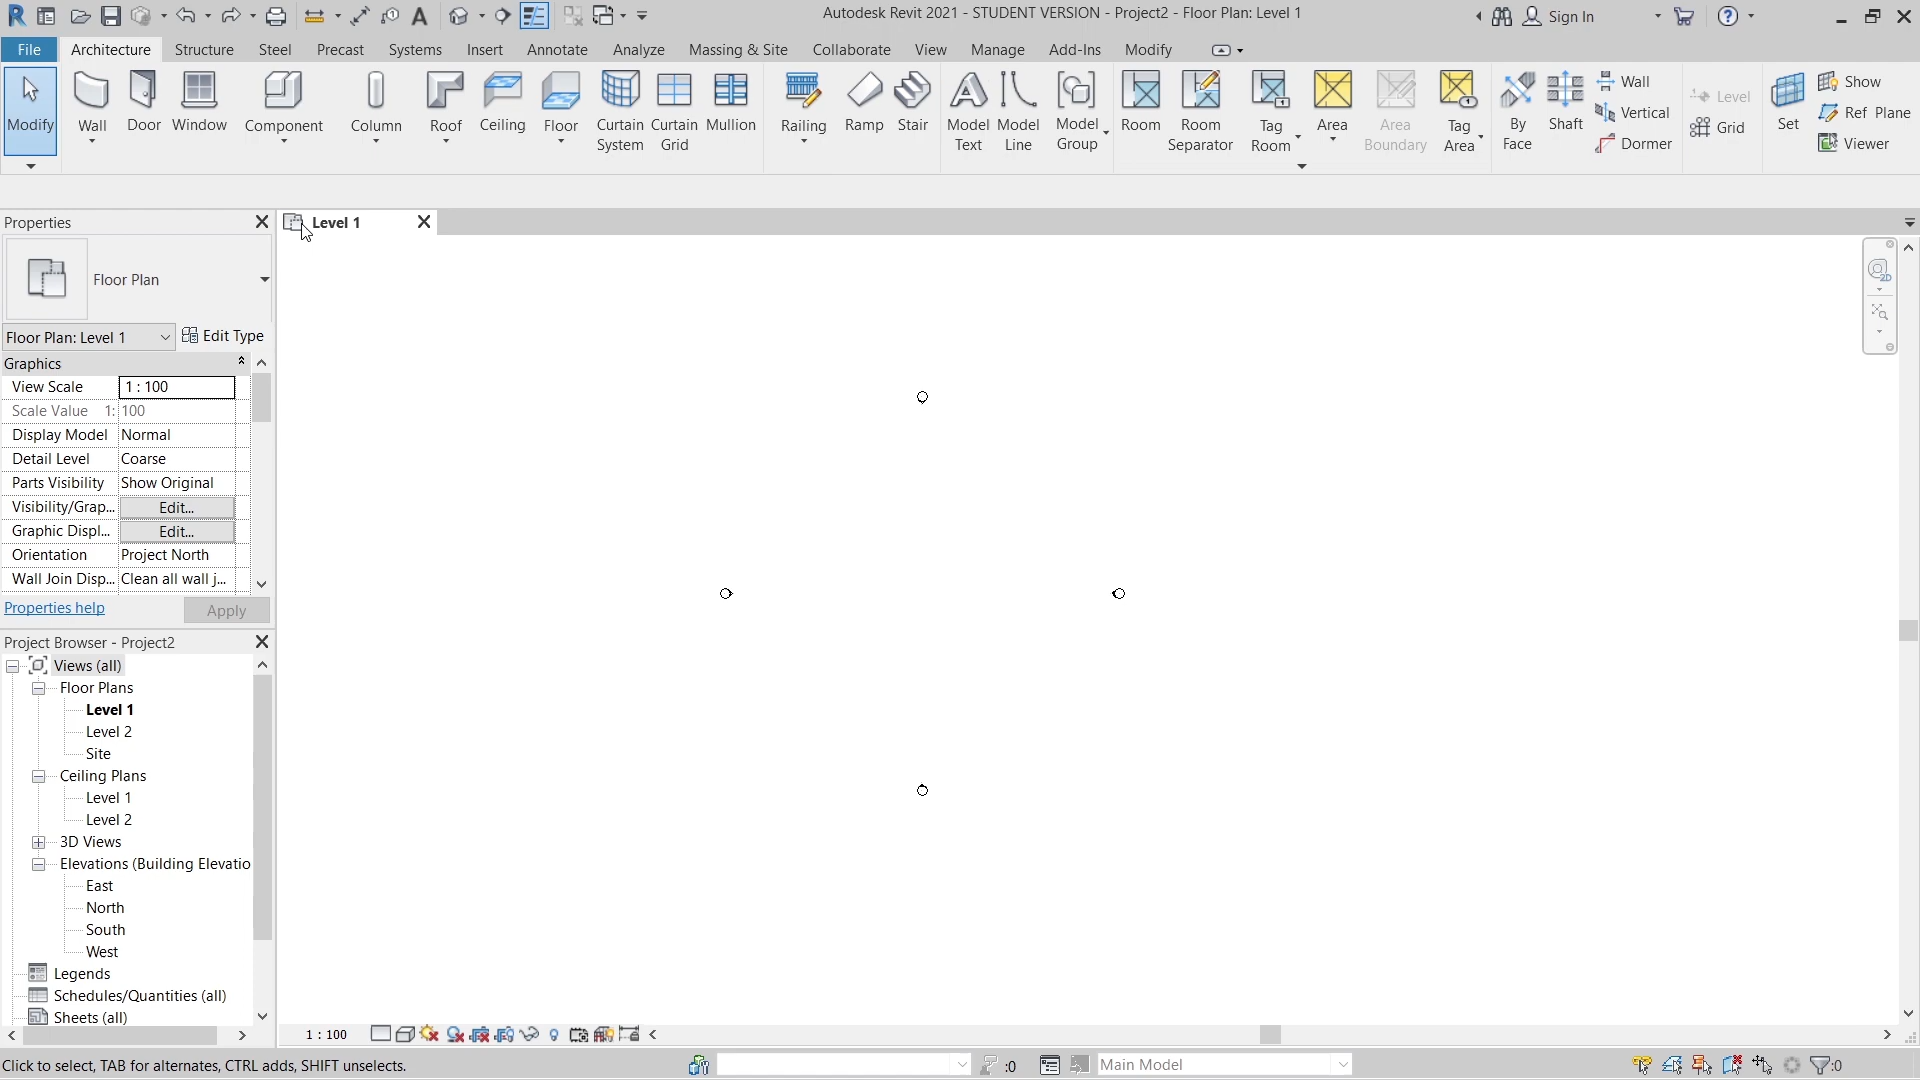 Autodesk Revit 2021 - STUDENT VERSION - Project2 - Floor Plan: Level 1
Sign In
File Architecture Structure Steel Precast Systems Insert Annotate Analyze Massing & Site Collaborate View Manage Add-Ins Modify
Modify
Wall
Door
Window
Component
Column
Roof
Ceiling
Floor
Curtain System
Curtain Grid
Mullion
Railing
Ramp
Stair
Model Text
Model Line
Model Group
Room
Room Separator
Tag Room
Area
Area Boundary
Tag Area
By Face
Shaft
Wall
Vertical
Dormer
Level
Grid
Set
Show
Ref Plane
Viewer
Properties
Level 1
Floor Plan
Floor Plan: Level 1 Edit Type
Graphics
View Scale 1 : 100
Scale Value 1: 100
Display Model Normal
Detail Level Coarse
Parts Visibility Show Original
Visibility/Grap... Edit...
Graphic Displ... Edit...
Orientation Project North
Wall Join Disp... Clean all wall j...
Properties help Apply
Project Browser - Project2
Views (all)
Floor Plans
Level 1
Level 2
Site
Ceiling Plans
Level 1
Level 2
3D Views
Elevations (Building Elevatio
East
North
South
West
Legends
Schedules/Quantities (all)
Sheets (all)
2D
1 : 100
Click to select, TAB for alternates, CTRL adds, SHIFT unselects.
:0
Main Model
:0